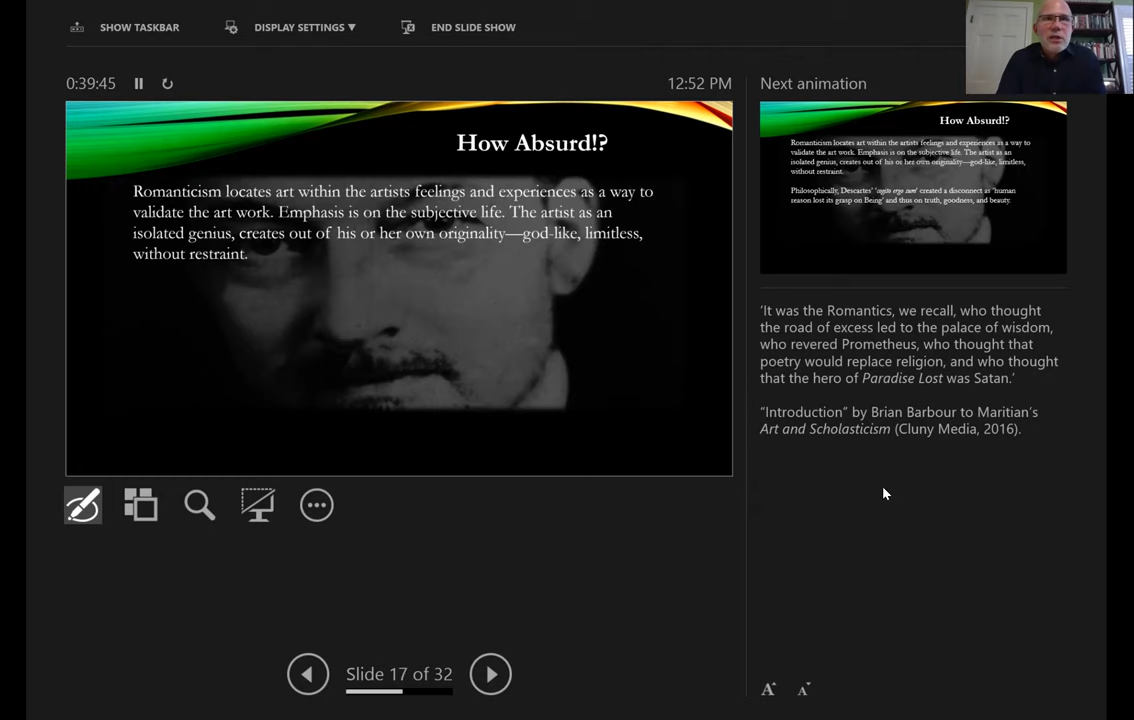 SHOW TASKBAR
DISPLAY SETTINGS ▼
END SLIDE SHOW
0:39:45
12:52 PM
How Absurd!?
Romanticism locates art within the artists feelings and experiences as a way to
validate the art work. Emphasis is on the subjective life. The artist as an
isolated genius, creates out of his or her own originality—god-like, limitless,
without restraint.
Slide 17 of 32
Next animation
How Absurd!?
Romanticism locates art within the artists feelings and experiences as a way to
validate the art work. Emphasis is on the subjective life. The artist as an
isolated genius, creates out of his or her own originality—god-like, limitless,
without restraint.
Philosophically, Descartes' 'cogito ergo sum' created a disconnect as 'human
reason lost its grasp on Being' and thus on truth, goodness, and beauty.
'It was the Romantics, we recall, who thought
the road of excess led to the palace of wisdom,
who revered Prometheus, who thought that
poetry would replace religion, and who thought
that the hero of Paradise Lost was Satan.'
“Introduction” by Brian Barbour to Maritian's
Art and Scholasticism (Cluny Media, 2016).
A A